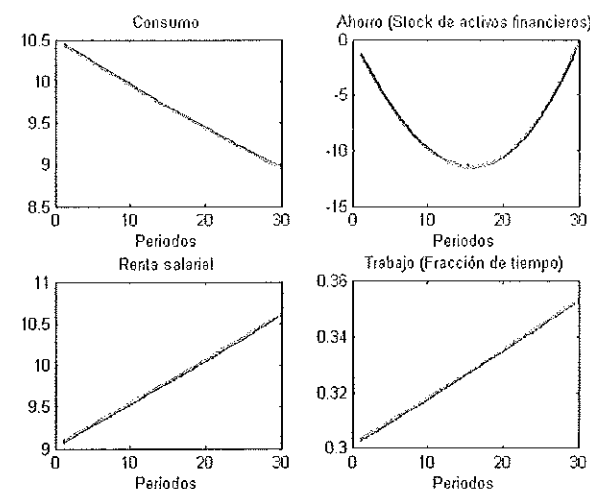 Consumo
10.5
10
9.5
9
8.5
0 10 20 30
Periodos
Ahorro (Stock de activos financieros)
0
-5
-10
-15
0 10 20 30
Periodos
Renta salarial
11
10.5
10
9.5
9
0 10 20 30
Periodos
Trabajo (Fracción de tiempo)
0.36
0.34
0.32
0.3
0 10 20 30
Periodos